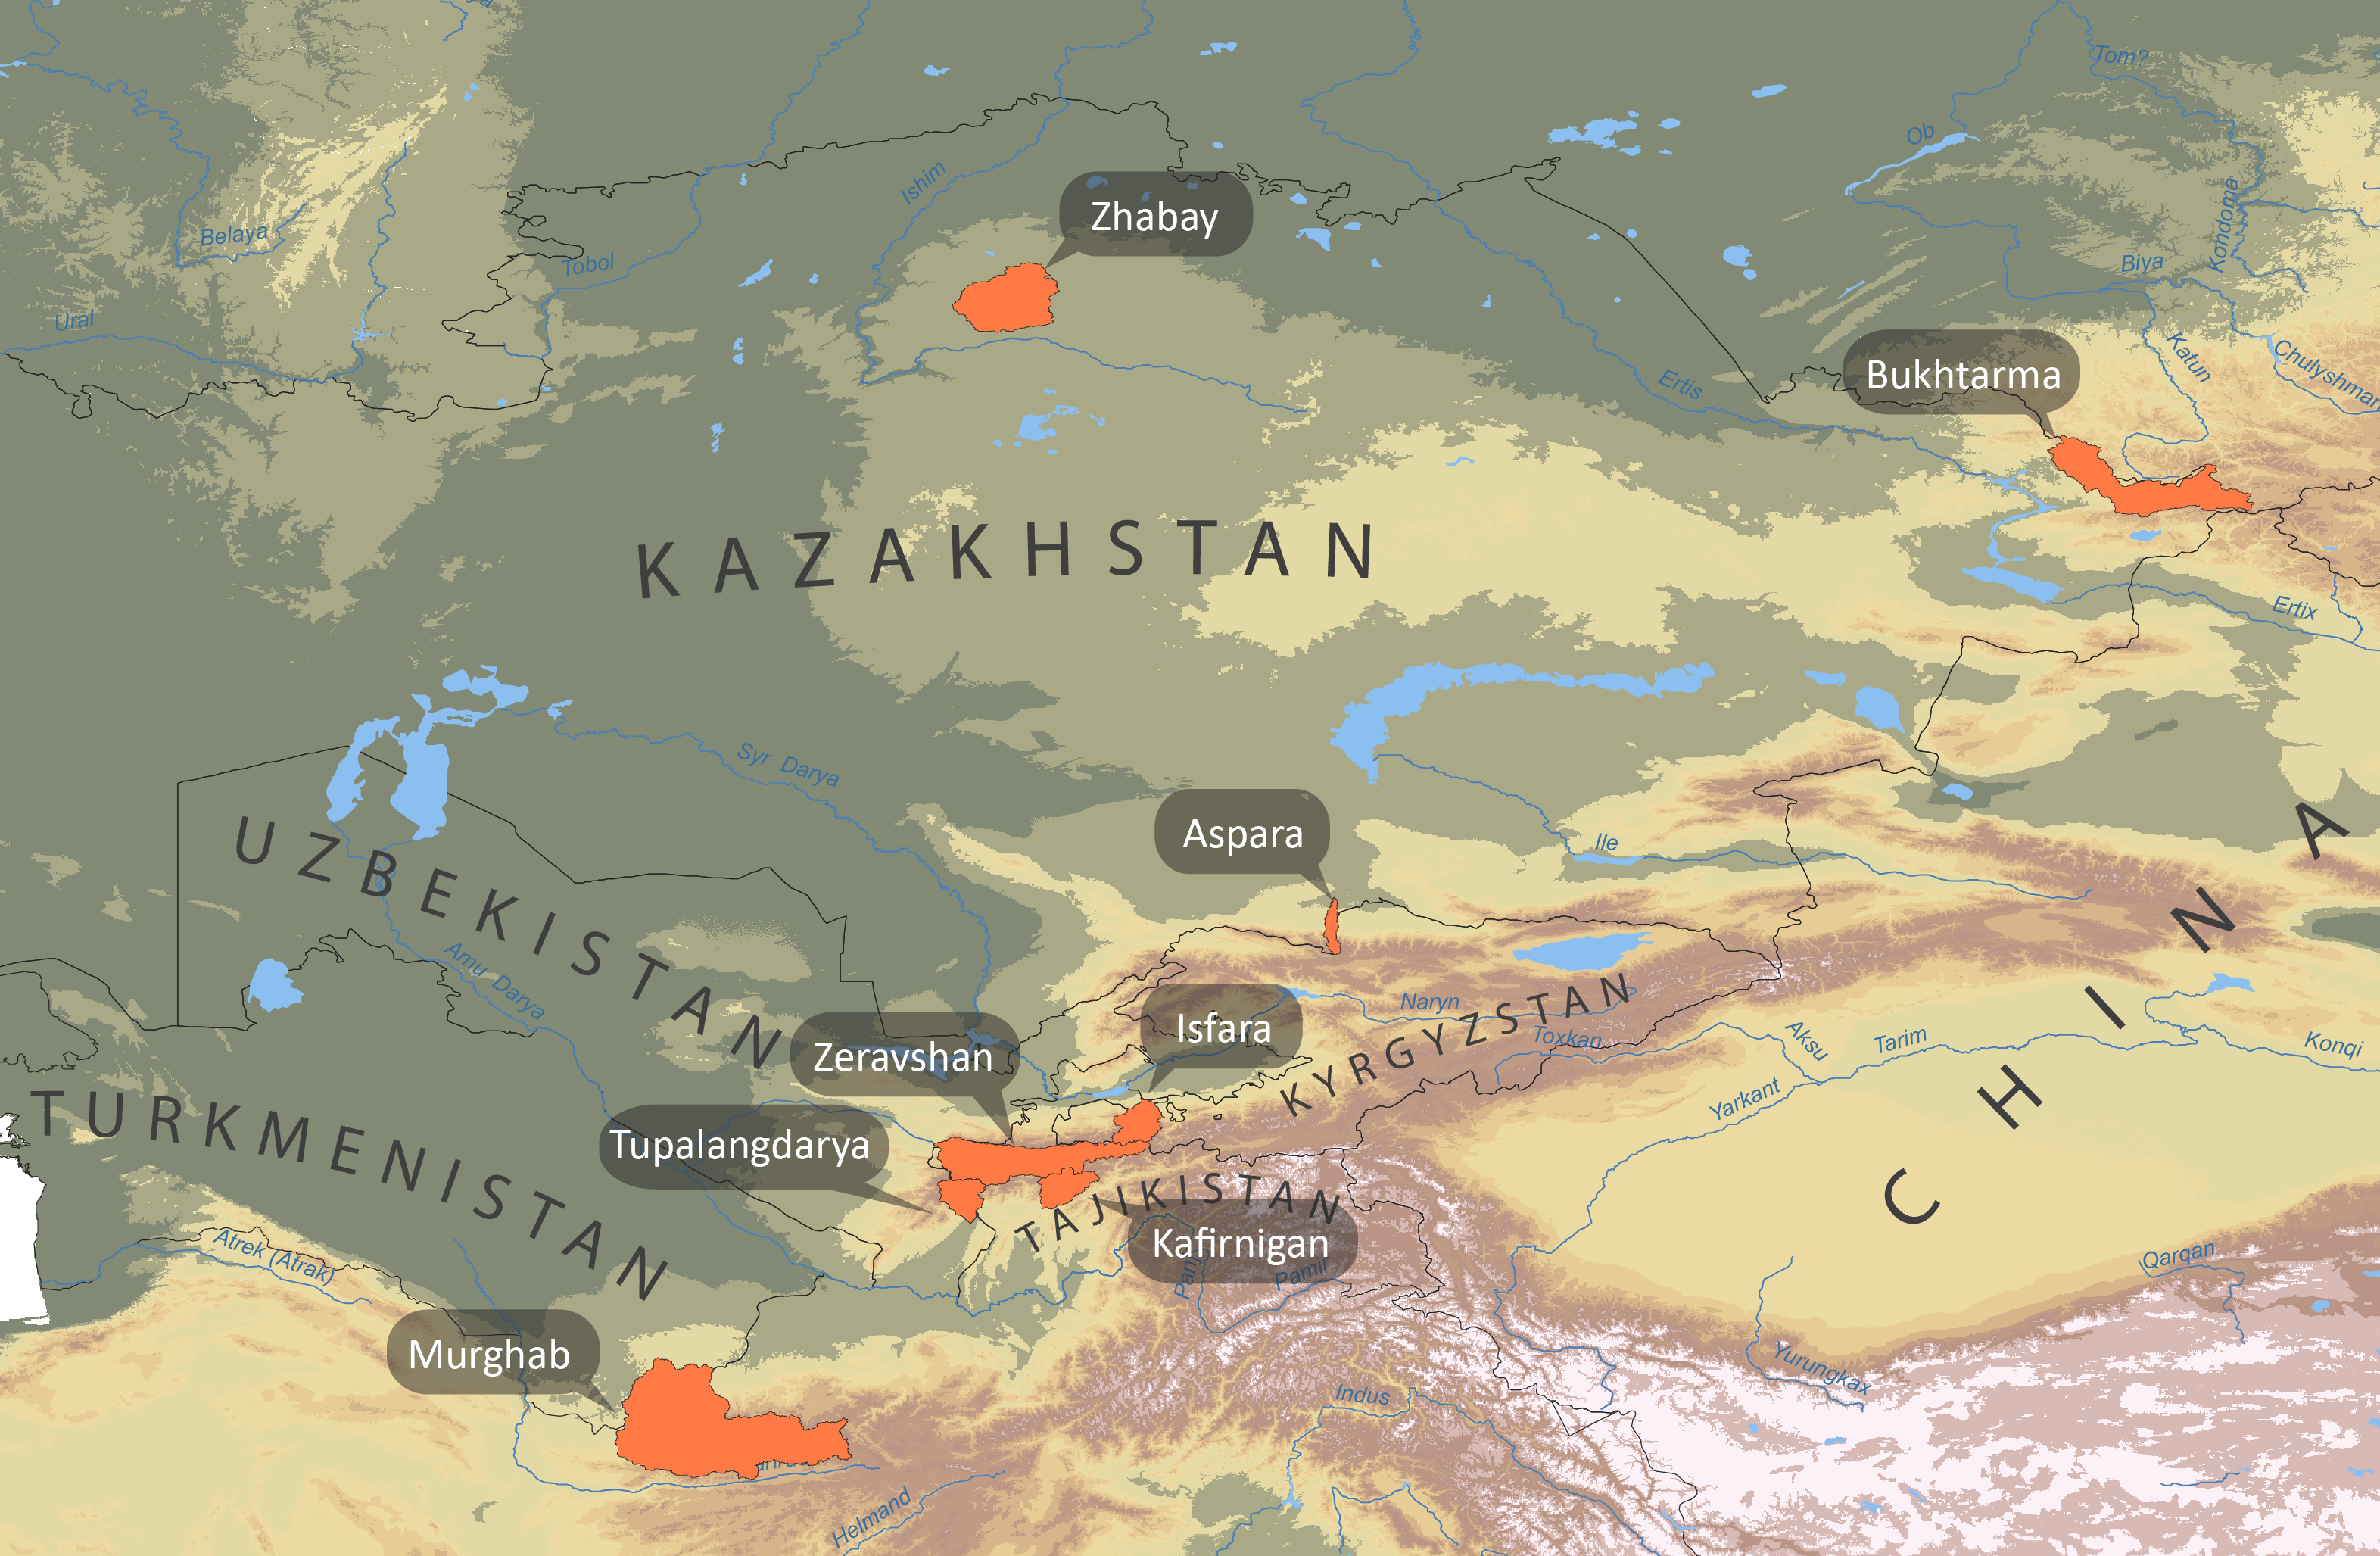 Tom?
Ob
Ishim
Zhabay
Kondoma
Belaya
Tobol
Biya
Ural
Katun
Chulyshman
Ertis
Bukhtarma
KAZAKHSTAN
Ertix
Syr Darya
UZBEKISTAN
Aspara
Ile
CHINA
Amu Darya
Naryn
KYRGYZSTAN
Isfara
Toxkan
Aksu
Tarim
Konqi
Zeravshan
Yarkant
TURKMENISTAN
Tupalangdarya
TAJIKISTAN
Kafirnigan
Atrek (Atrak)
Pamir
Qarqan
Murghab
Yurungkax
Indus
Helmand